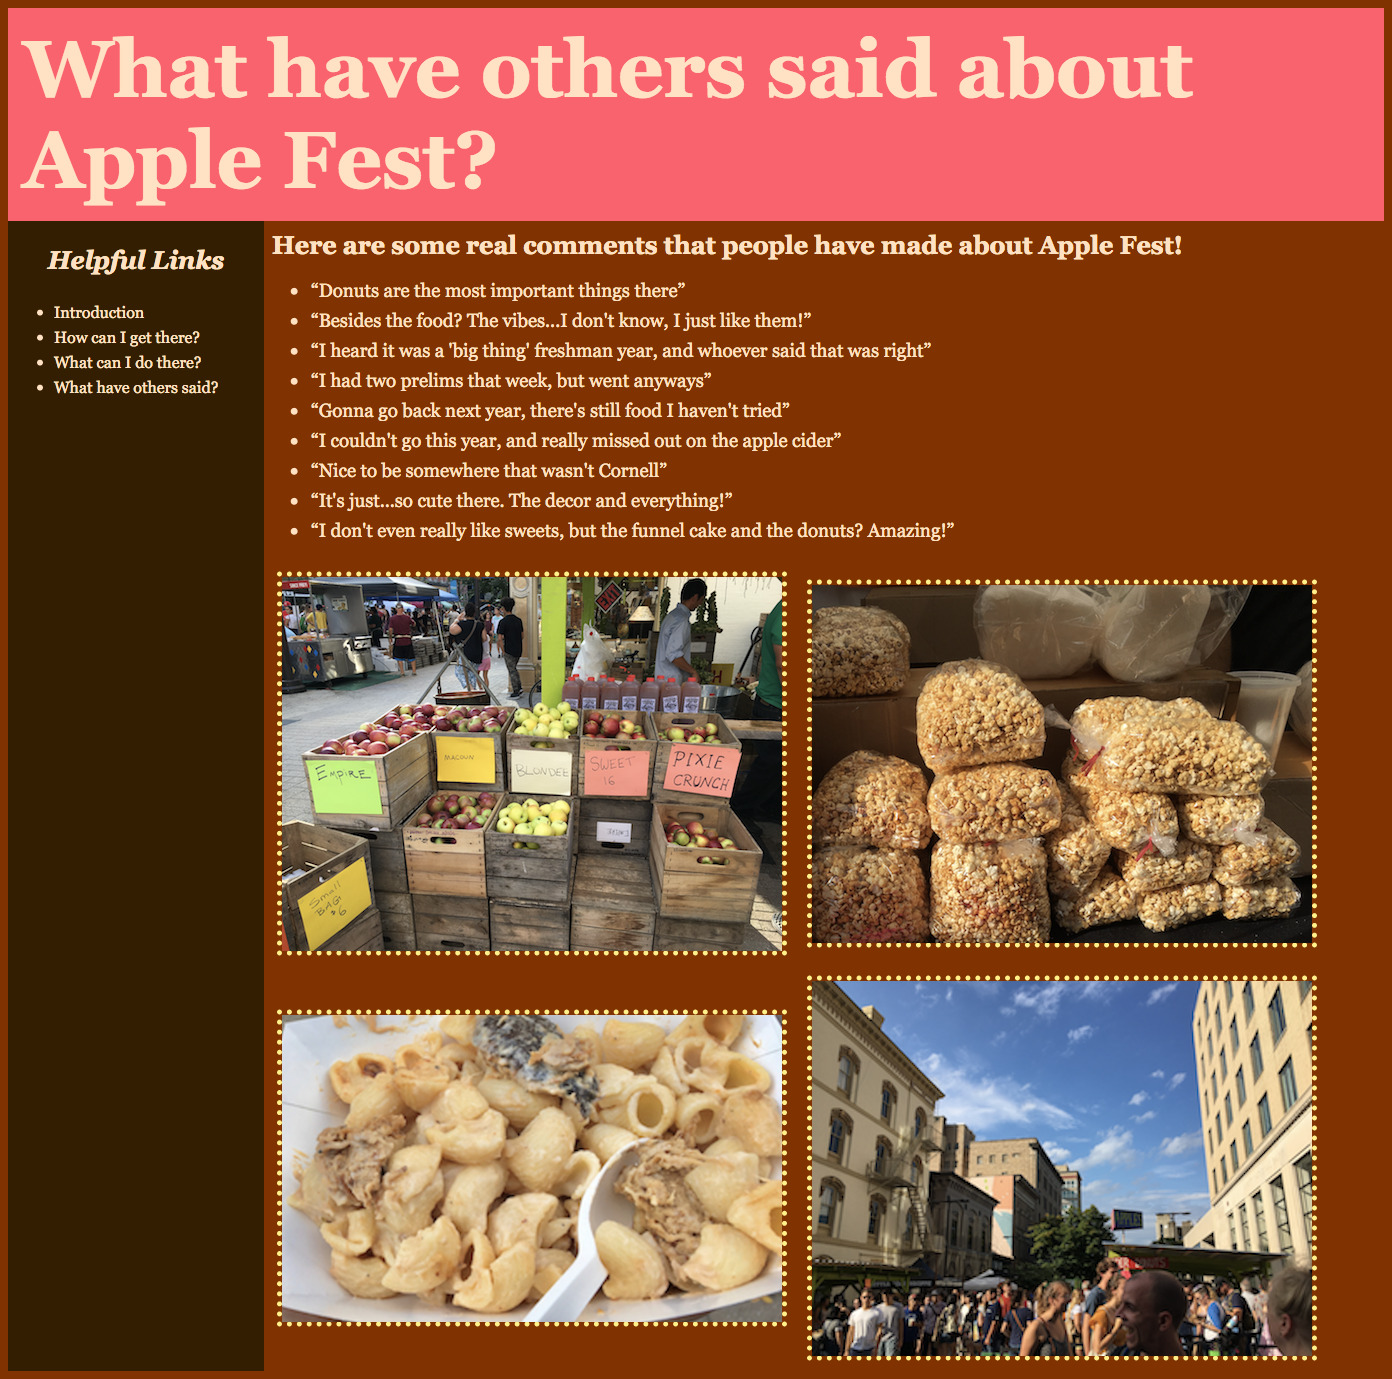 What have others said about
Apple Fest?
Helpful Links
Introduction
How can I get there?
What can I do there?
What have others said?
Here are some real comments that people have made about Apple Fest!
“Donuts are the most important things there”
“Besides the food? The vibes...I don't know, I just like them!”
“I heard it was a 'big thing' freshman year, and whoever said that was right”
“I had two prelims that week, but went anyways”
“Gonna go back next year, there's still food I haven't tried”
“I couldn't go this year, and really missed out on the apple cider”
“Nice to be somewhere that wasn't Cornell”
“It's just...so cute there. The decor and everything!”
“I don't even really like sweets, but the funnel cake and the donuts? Amazing!”
EXIT
EMPIRE
MACOUN
BLONDEE
SWEET
16
PIXIE
CRUNCH
Small
BAG
$6